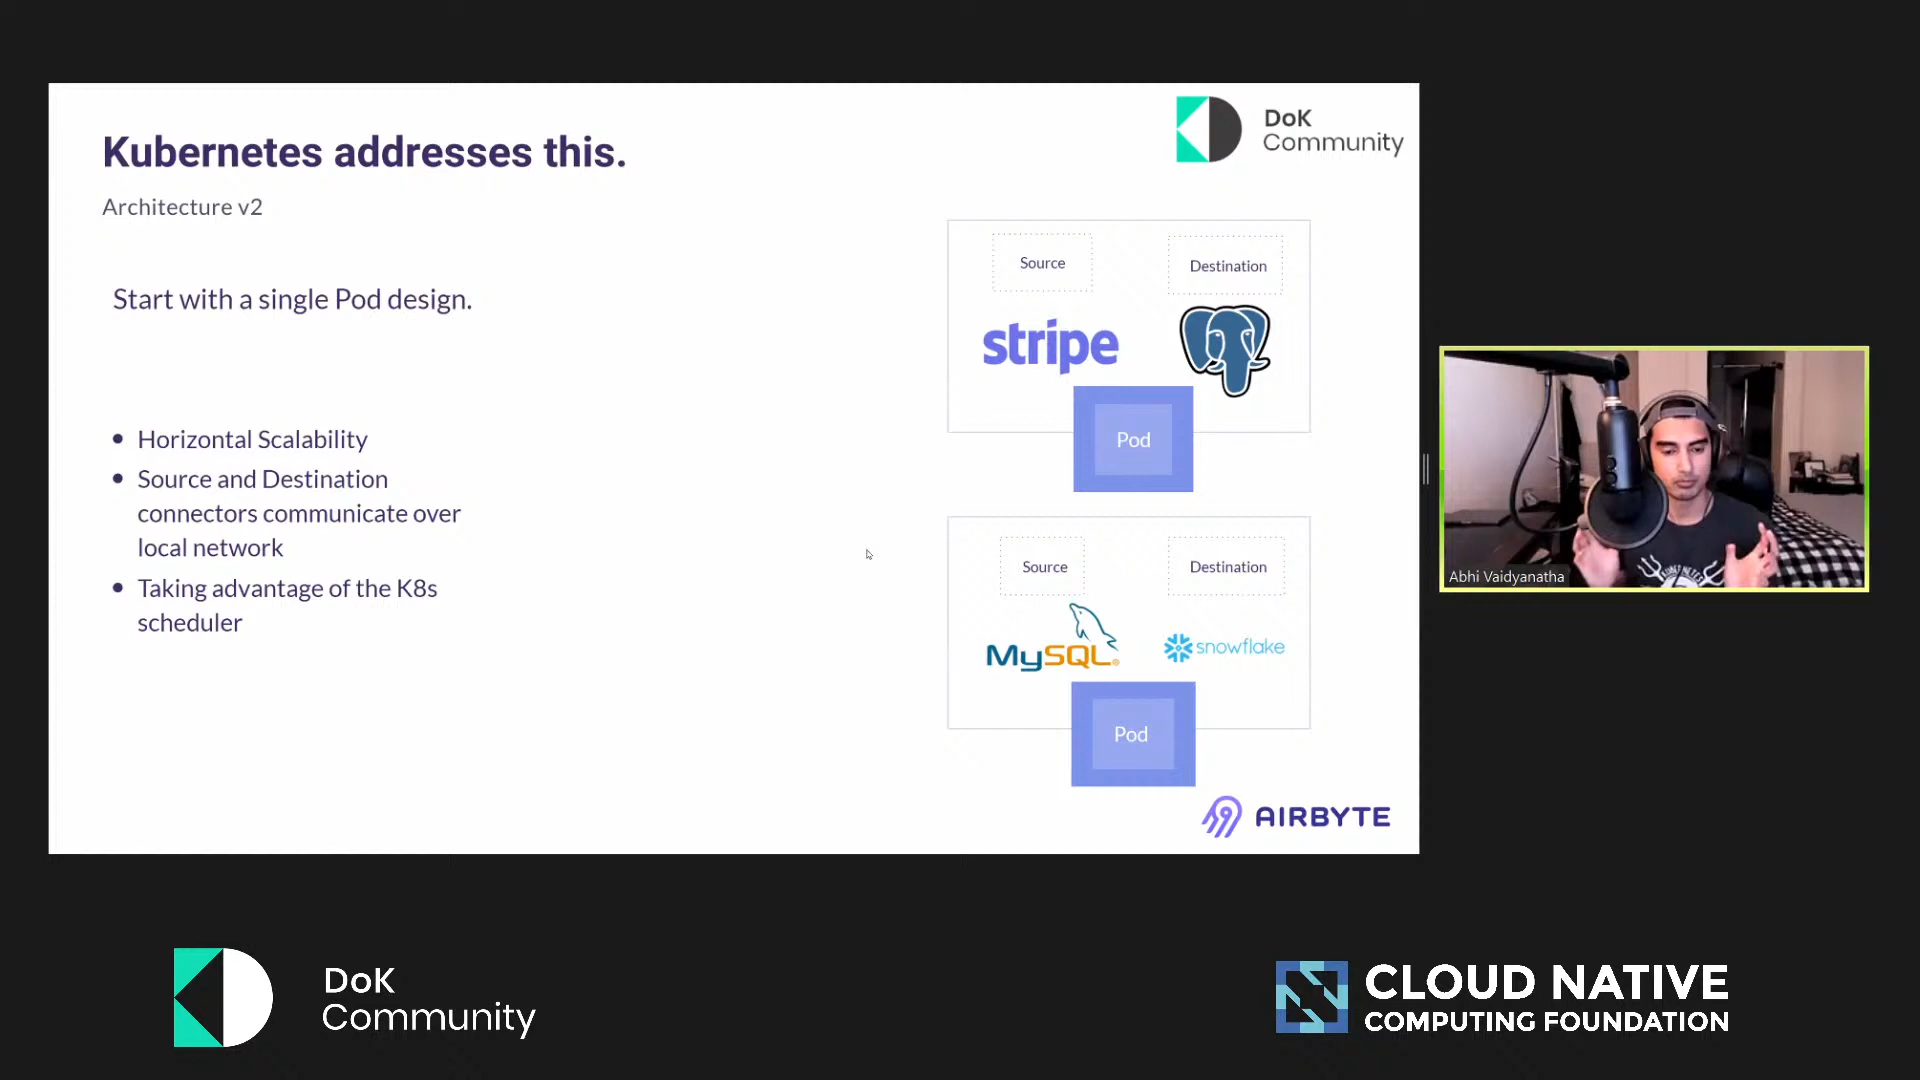 Kubernetes addresses this.
Architecture v2
DoK
Community
Start with a single Pod design.
Horizontal Scalability
Source and Destination
connectors communicate over
local network
Taking advantage of the K8s
scheduler
Source
Destination
stripe
Pod
Source
Destination
MySQL
snowflake
Pod
AIRBYTE
Abhi Vaidyanatha
DoK
Community
CLOUD NATIVE
COMPUTING FOUNDATION